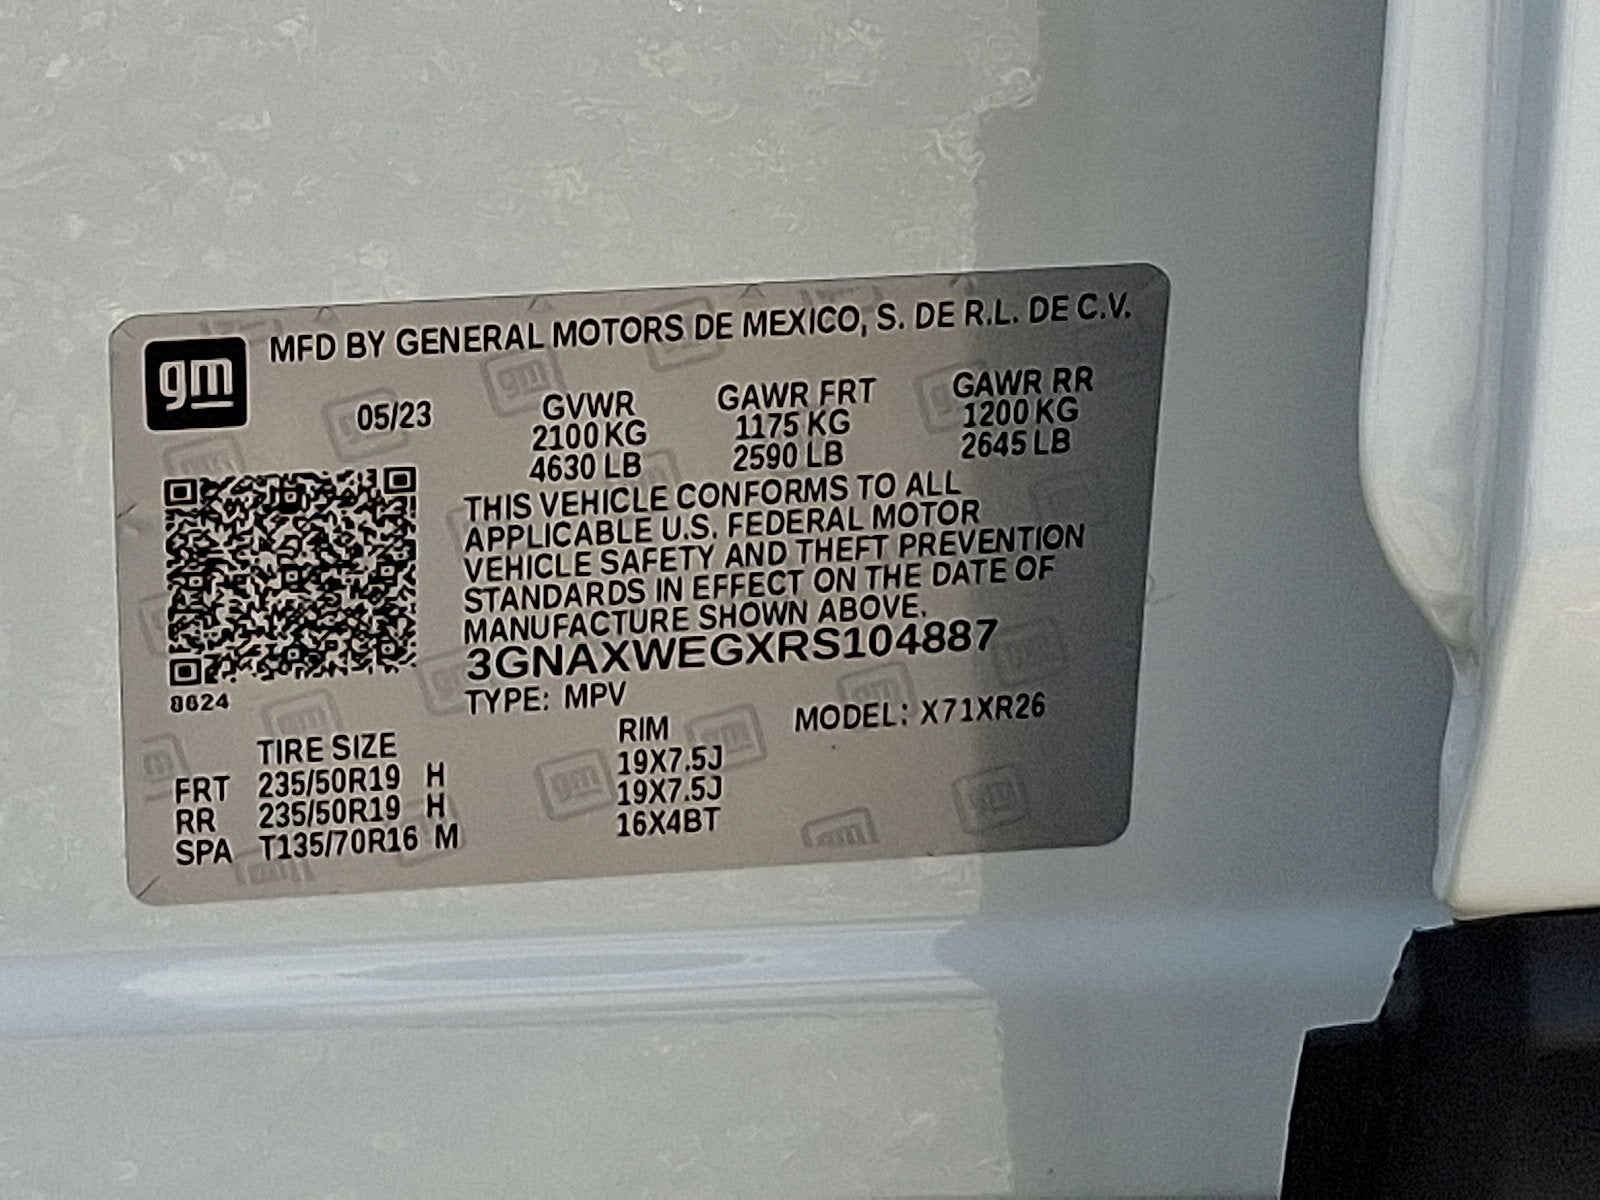 gm
MFD BY GENERAL MOTORS DE MEXICO, S. DE R.L. DE C.V.
05/23 GVWR GAWR FRT GAWR RR
2100 KG 1175 KG 1200 KG
4630 LB 2590 LB 2645 LB
THIS VEHICLE CONFORMS TO ALL
APPLICABLE U.S. FEDERAL MOTOR
VEHICLE SAFETY AND THEFT PREVENTION
STANDARDS IN EFFECT ON THE DATE OF
MANUFACTURE SHOWN ABOVE.
3GNAXWEGXRS104887
8624
TYPE: MPV MODEL: X71XR26
TIRE SIZE RIM
FRT 235/50R19 H 19X7.5J
RR 235/50R19 H 19X7.5J
SPA T135/70R16 M 16X4BT